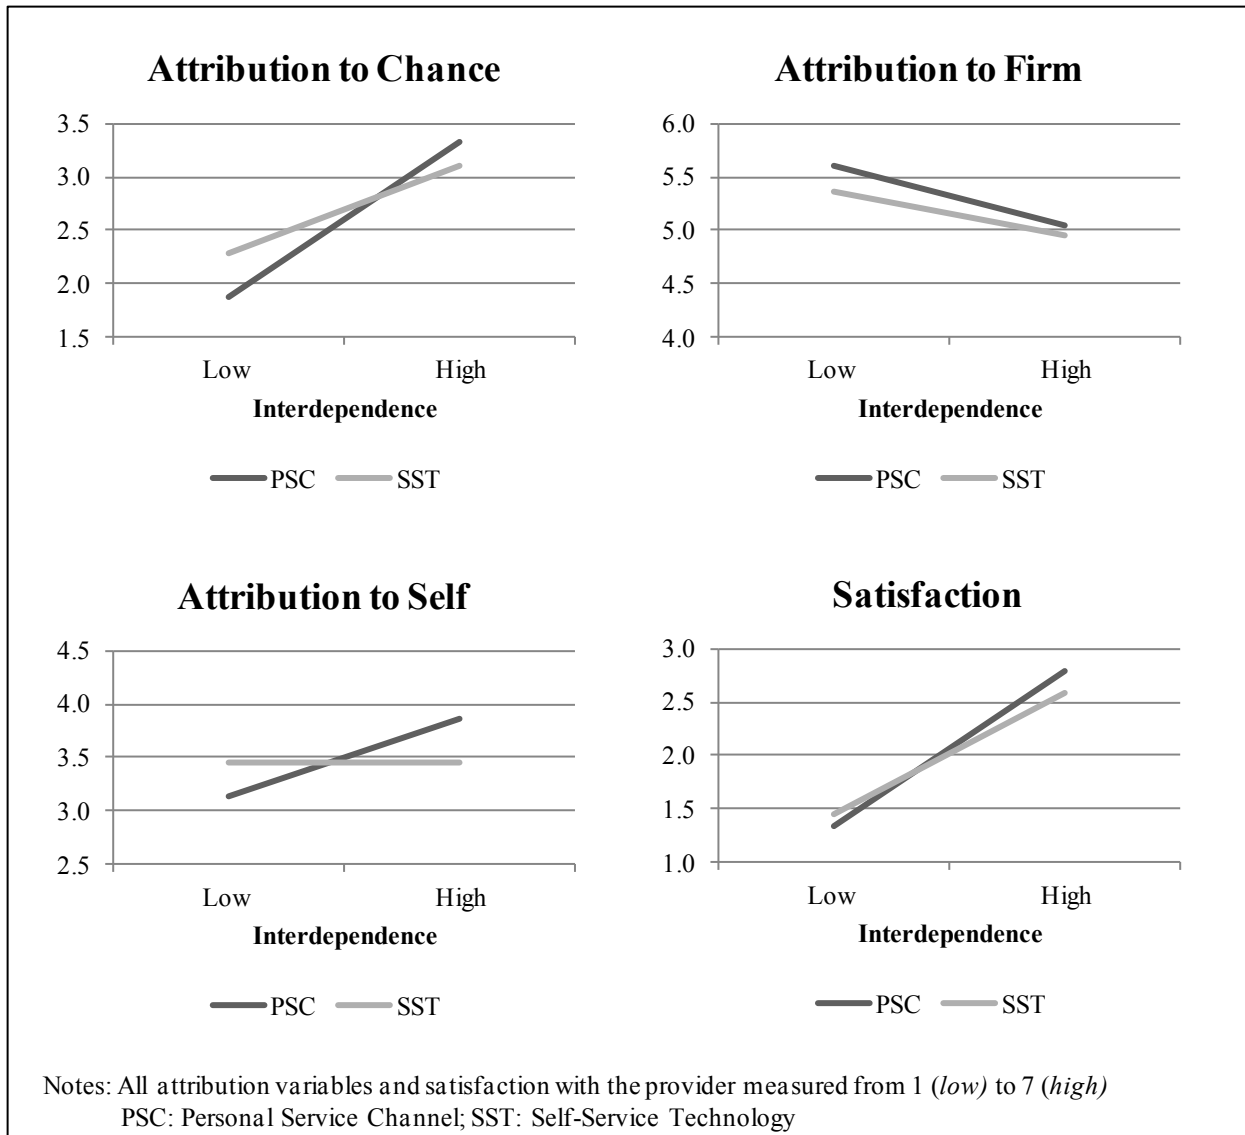 Attribution to Chance
3.5
3.0
2.5
2.0
1.5
Low High
Interdependence
PSC SST
Attribution to Firm
6.0
5.5
5.0
4.5
4.0
Low High
Interdependence
PSC SST
Attribution to Self
4.5
4.0
3.5
3.0
2.5
Low High
Interdependence
PSC SST
Satisfaction
3.0
2.5
2.0
1.5
1.0
Low High
Interdependence
PSC SST
Notes: All attribution variables and satisfaction with the provider measured from 1 (low) to 7 (high)
PSC: Personal Service Channel; SST: Self-Service Technology